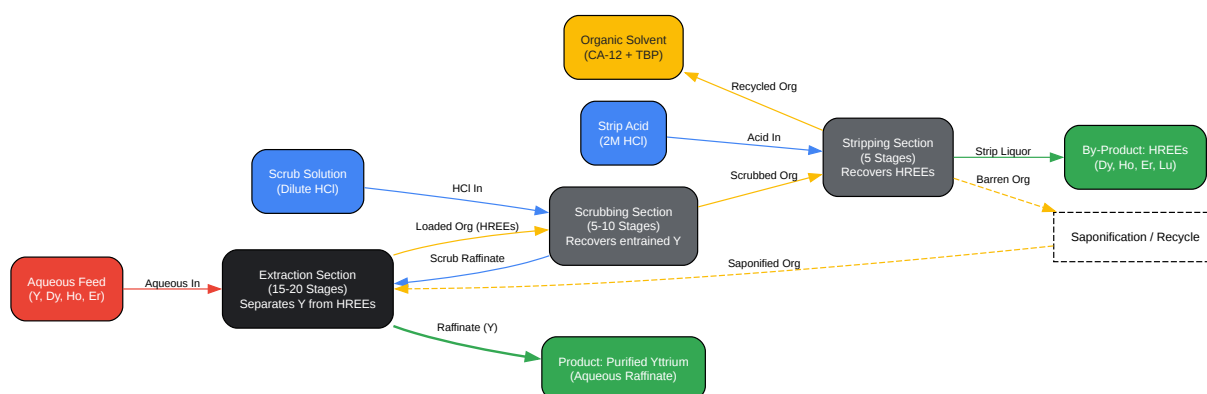 Organic Solvent
(CA-12 + TBP)
Recycled Org
Strip Acid
(2M HCl)
Acid In
Stripping Section
(5 Stages)
Recovers HREEs
Strip Liquor
By-Product: HREEs
(Dy, Ho, Er, Lu)
Barren Org
Scrubbed Org
Scrub Solution
(Dilute HCl)
HCl In
Scrubbing Section
(5-10 Stages)
Recovers entrained Y
Saponification / Recycle
Loaded Org (HREEs)
Scrub Raffinate
Saponified Org
Aqueous Feed
(Y, Dy, Ho, Er)
Aqueous In
Extraction Section
(15-20 Stages)
Separates Y from HREEs
Raffinate (Y)
Product: Purified Yttrium
(Aqueous Raffinate)